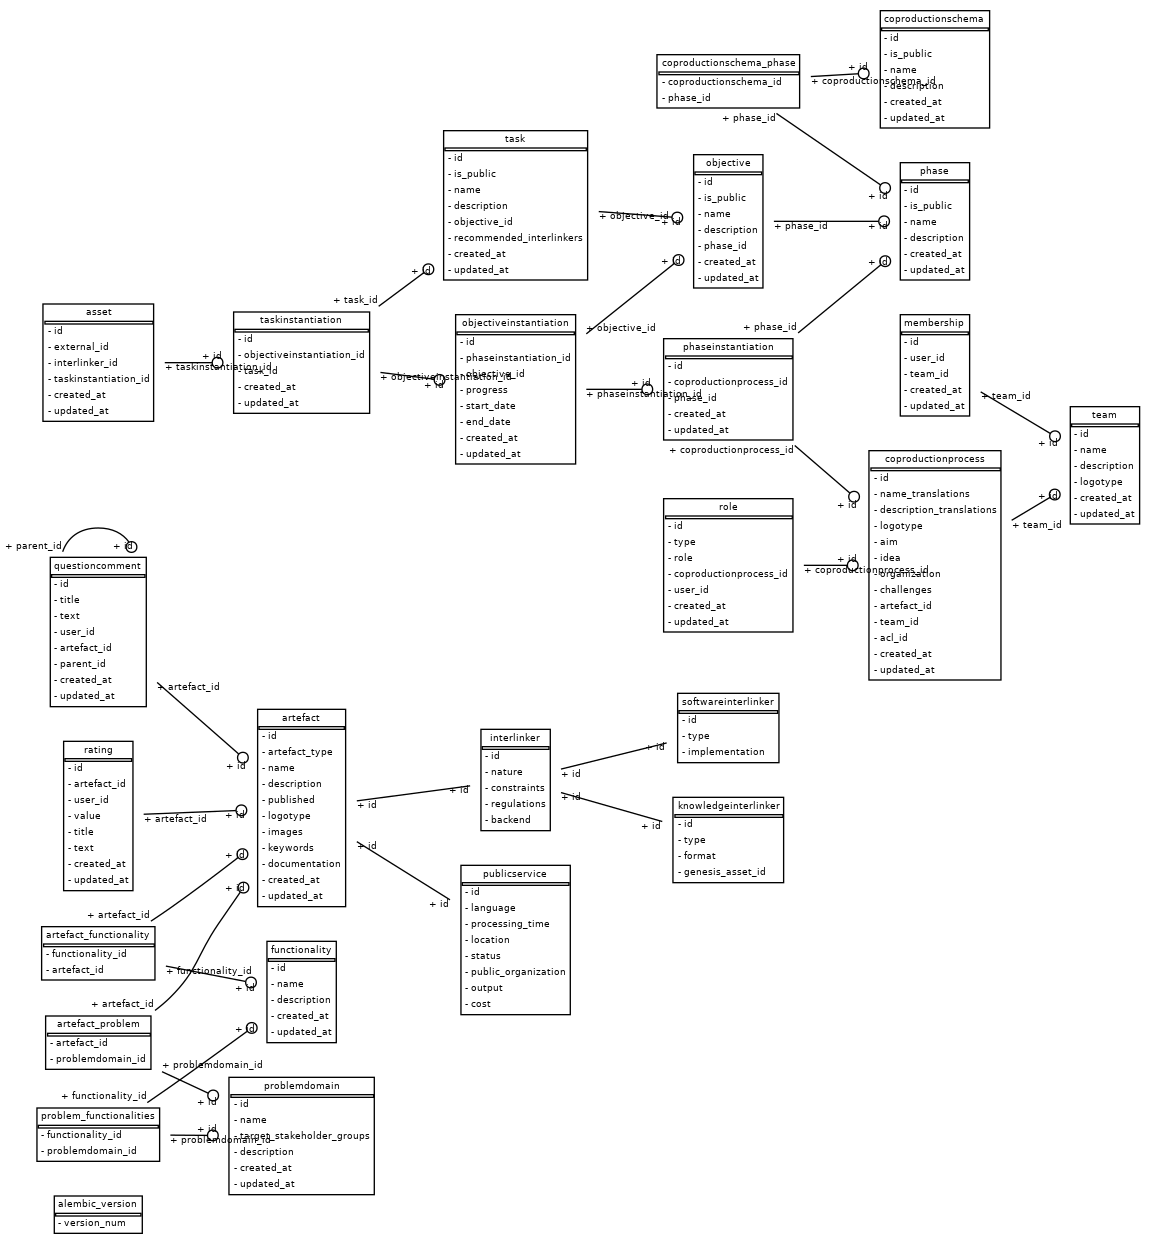 coproductionschema
- id
- is_public
- name
- description
- created_at
- updated_at
coproductionschema_phase
- coproductionschema_id
- phase_id
+ id
+ coproductionschema_id
+ phase_id
+ id
task
- id
- is_public
- name
- description
- objective_id
- recommended_interlinkers
- created_at
- updated_at
objective
- id
- is_public
- name
- description
- phase_id
- created_at
- updated_at
phase
- id
- is_public
- name
- description
- created_at
- updated_at
+ objective_id
+ id
+ phase_id
+ id
+ id
+ task_id
+ id
+ objective_id
+ id
+ phase_id
asset
- id
- external_id
- interlinker_id
- taskinstantiation_id
- created_at
- updated_at
+ id
+ taskinstantiation_id
taskinstantiation
- id
- objectiveinstantiation_id
- task_id
- created_at
- updated_at
+ objectiveinstantiation_id
+ id
objectiveinstantiation
- id
- phaseinstantiation_id
- objective_id
- progress
- start_date
- end_date
- created_at
- updated_at
+ id
+ phaseinstantiation_id
phaseinstantiation
- id
- coproductionprocess_id
- phase_id
- created_at
- updated_at
+ coproductionprocess_id
+ id
membership
- id
- user_id
- team_id
- created_at
- updated_at
+ team_id
+ id
team
- id
- name
- description
- logotype
- created_at
- updated_at
+ id
+ team_id
coproductionprocess
- id
- name_translations
- description_translations
- logotype
- aim
- idea
- organization
- challenges
- artefact_id
- team_id
- acl_id
- created_at
- updated_at
role
- id
- type
- role
- coproductionprocess_id
- user_id
- created_at
- updated_at
+ id
+ coproductionprocess_id
+ parent_id
+ id
questioncomment
- id
- title
- text
- user_id
- artefact_id
- parent_id
- created_at
- updated_at
+ artefact_id
+ id
rating
- id
- artefact_id
- user_id
- value
- title
- text
- created_at
- updated_at
+ artefact_id
+ id
artefact
- id
- artefact_type
- name
- description
- published
- logotype
- images
- keywords
- documentation
- created_at
- updated_at
+ id
+ id
+ id
+ id
interlinker
- id
- nature
- constraints
- regulations
- backend
+ id
+ id
+ id
+ id
softwareinterlinker
- id
- type
- implementation
knowledgeinterlinker
- id
- type
- format
- genesis_asset_id
publicservice
- id
- language
- processing_time
- location
- status
- public_organization
- output
- cost
+ id
+ artefact_id
artefact_functionality
- functionality_id
- artefact_id
+ functionality_id
+ id
+ id
+ artefact_id
functionality
- id
- name
- description
- created_at
- updated_at
artefact_problem
- artefact_id
- problemdomain_id
+ problemdomain_id
+ id
+ id
+ functionality_id
problem_functionalities
- functionality_id
- problemdomain_id
+ id
+ problemdomain_id
problemdomain
- id
- name
- target_stakeholder_groups
- description
- created_at
- updated_at
alembic_version
- version_num